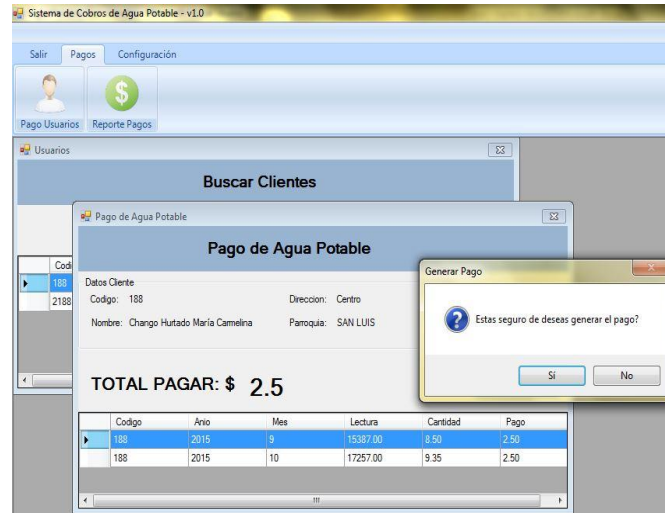 Sistema de Cobros de Agua Potable - v1.0
Salir Pagos Configuración
Pago Usuarios Reporte Pagos
Usuarios
Buscar Clientes
Codi
188
2188
Pago de Agua Potable
Pago de Agua Potable
Datos Cliente
Codigo: 188 Direccion: Centro
Nombre: Chango Hurtado María Carmelina Parroquia: SAN LUIS
TOTAL PAGAR: $ 2.5
Codigo Anio Mes Lectura Cantidad Pago
188 2015 9 15387.00 8.50 2.50
188 2015 10 17257.00 9.35 2.50
Generar Pago
Estas seguro de deseas generar el pago?
Sí No